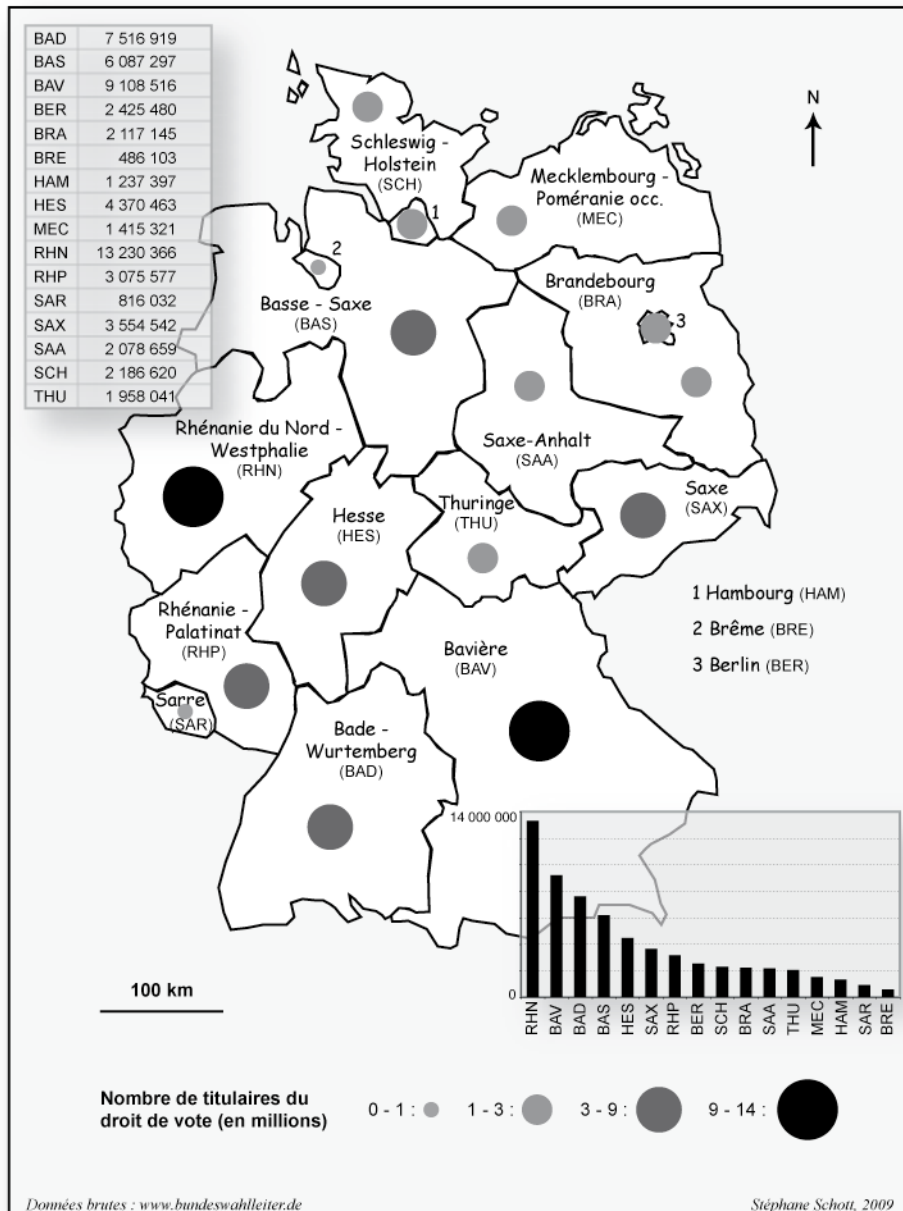 BAD 7 516 919
BAS 6 087 297
BAV 9 108 516
BER 2 425 480
BRA 2 117 145
BRE 486 103
HAM 1 237 397
HES 4 370 463
MEC 1 415 321
RHN 13 230 366
RHP 3 075 577
SAR 816 032
SAX 3 554 542
SAA 2 078 659
SCH 2 186 620
THU 1 958 041
N
Schleswig -
Holstein
(SCH)
Mecklembourg -
Poméranie occ.
(MEC)
1
2
Brandebourg
(BRA)
3
Basse - Saxe
(BAS)
Rhénanie du Nord -
Westphalie
(RHN)
Saxe-Anhalt
(SAA)
Saxe
(SAX)
Thuringe
(THU)
Hesse
(HES)
Rhénanie -
Palatinat
(RHP)
Bavière
(BAV)
1 Hambourg (HAM)
2 Brême (BRE)
3 Berlin (BER)
Sarre
(SAR)
Bade -
Wurtemberg
(BAD)
14 000 000
0
RHN
BAV
BAD
BAS
HES
SAX
RHP
BER
SCH
BRA
SAA
THU
MEC
HAM
SAR
BRE
100 km
Nombre de titulaires du
droit de vote (en millions)
0 - 1 : 1 - 3 : 3 - 9 : 9 - 14 :
Données brutes : www.bundeswahlleiter.de
Stéphane Schott, 2009